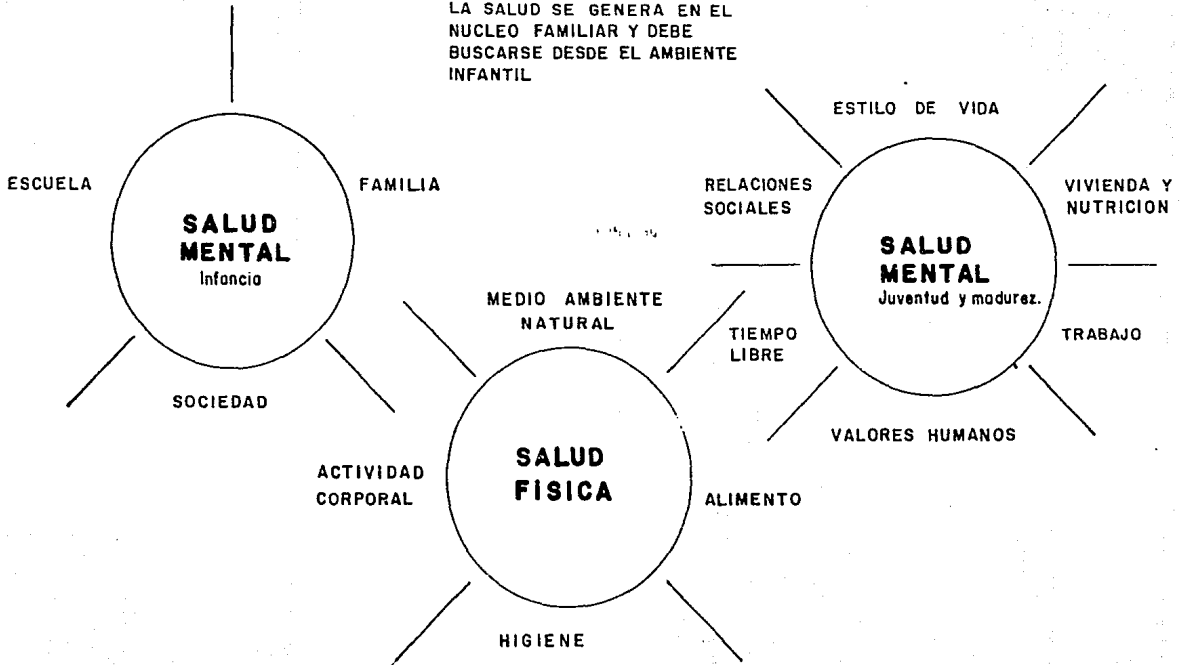 LA SALUD SE GENERA EN EL
NUCLEO FAMILIAR Y DEBE
BUSCARSE DESDE EL AMBIENTE
INFANTIL
ESCUELA
FAMILIA
SALUD
MENTAL
Infancia
SOCIEDAD
MEDIO AMBIENTE
NATURAL
ACTIVIDAD
CORPORAL
SALUD
FÍSICA
ALIMENTO
HIGIENE
ESTILO DE VIDA
RELACIONES
SOCIALES
VIVIENDA Y
NUTRICION
SALUD
MENTAL
Juventud y madurez.
TIEMPO
LIBRE
TRABAJO
VALORES HUMANOS